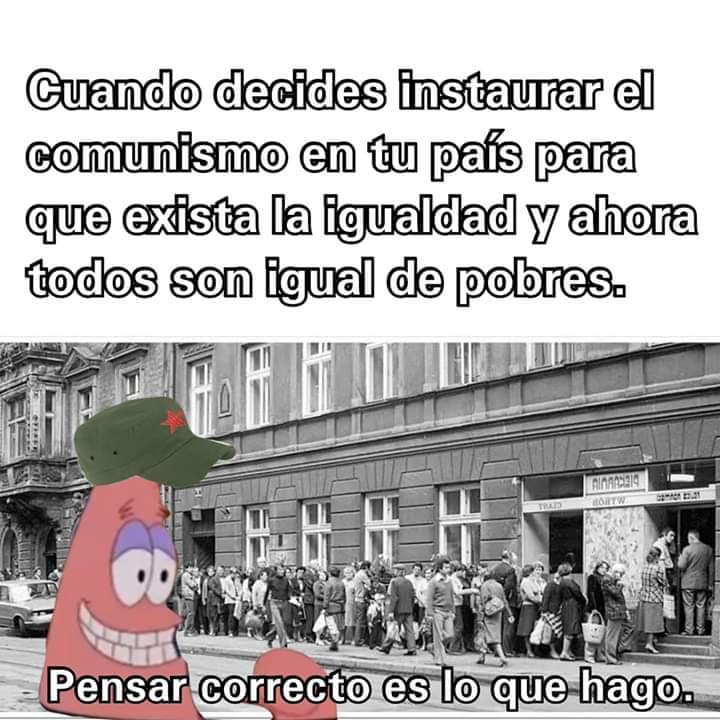 Cuando decides instaurar el
comunismo en tu país para
que exista la igualdad y ahora
todos son igual de pobres.
Pensar correcto es lo que hago.